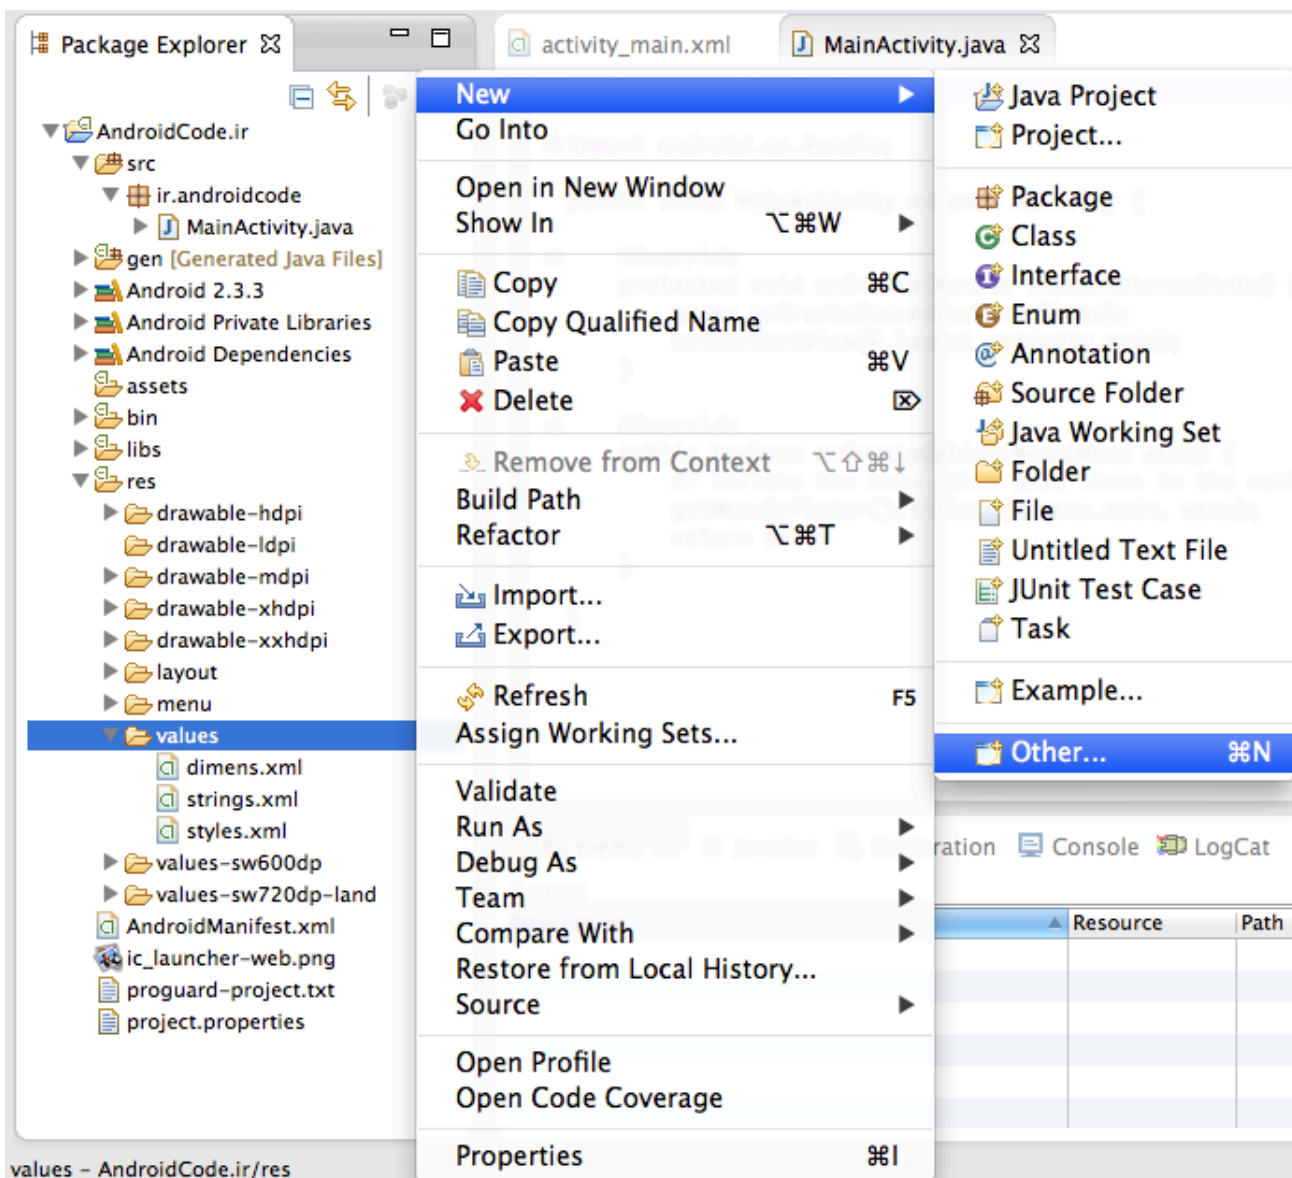 Package Explorer
activity_main.xml
MainActivity.java
AndroidCode.ir
src
ir.androidcode
MainActivity.java
gen [Generated Java Files]
Android 2.3.3
Android Private Libraries
Android Dependencies
assets
bin
libs
res
drawable-hdpi
drawable-ldpi
drawable-mdpi
drawable-xhdpi
drawable-xxhdpi
layout
menu
values
dimens.xml
strings.xml
styles.xml
values-sw600dp
values-sw720dp-land
AndroidManifest.xml
ic_launcher-web.png
proguard-project.txt
project.properties
values - AndroidCode.ir/res
New
Go Into
Open in New Window
Show In ⌥⌘W
Copy ⌘C
Copy Qualified Name
Paste ⌘V
Delete ⌦
Remove from Context ⌥⇧⌘↓
Build Path
Refactor ⌥⌘T
Import...
Export...
Refresh F5
Assign Working Sets...
Validate
Run As
Debug As
Team
Compare With
Restore from Local History...
Source
Open Profile
Open Code Coverage
Properties ⌘I
Java Project
Project...
Package
Class
Interface
Enum
Annotation
Source Folder
Java Working Set
Folder
File
Untitled Text File
JUnit Test Case
Task
Example...
Other... ⌘N
ration Console LogCat
Resource Path